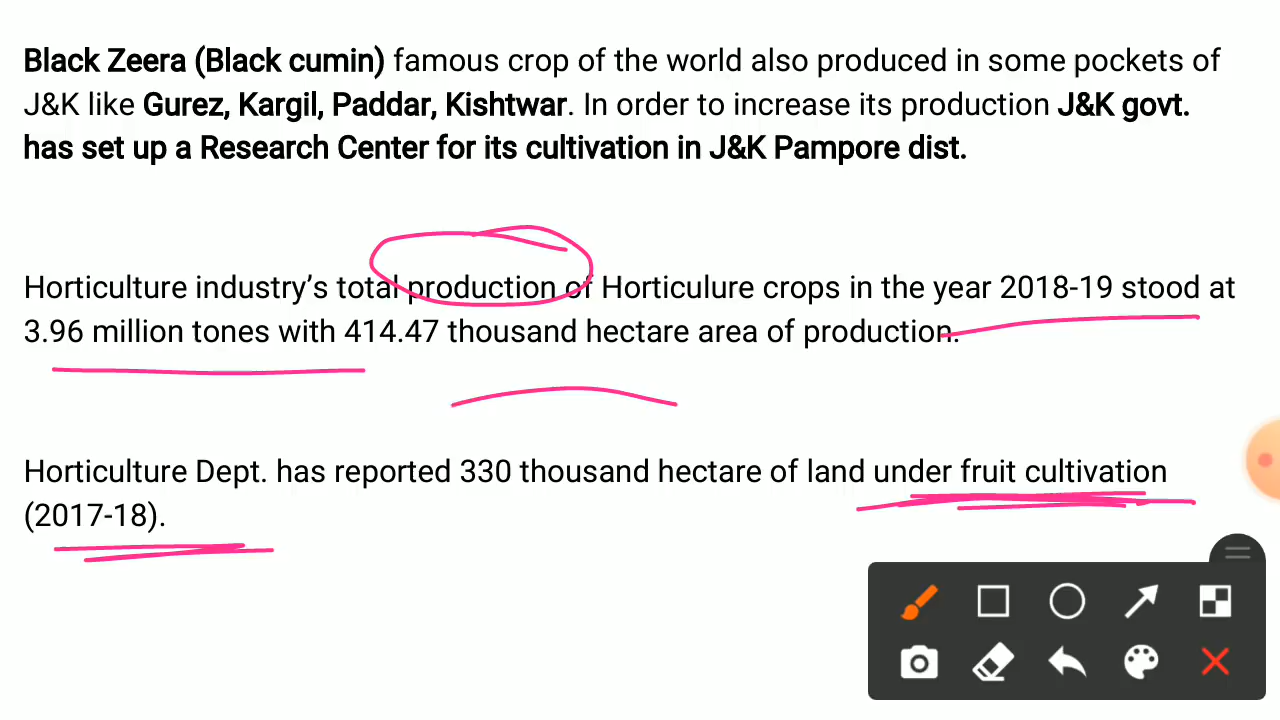 Black Zeera (Black cumin) famous crop of the world also produced in some pockets of
J&K like Gurez, Kargil, Paddar, Kishtwar. In order to increase its production J&K govt.
has set up a Research Center for its cultivation in J&K Pampore dist.
Horticulture industry’s total production of Horticulure crops in the year 2018-19 stood at
3.96 million tones with 414.47 thousand hectare area of production.
Horticulture Dept. has reported 330 thousand hectare of land under fruit cultivation
(2017-18).